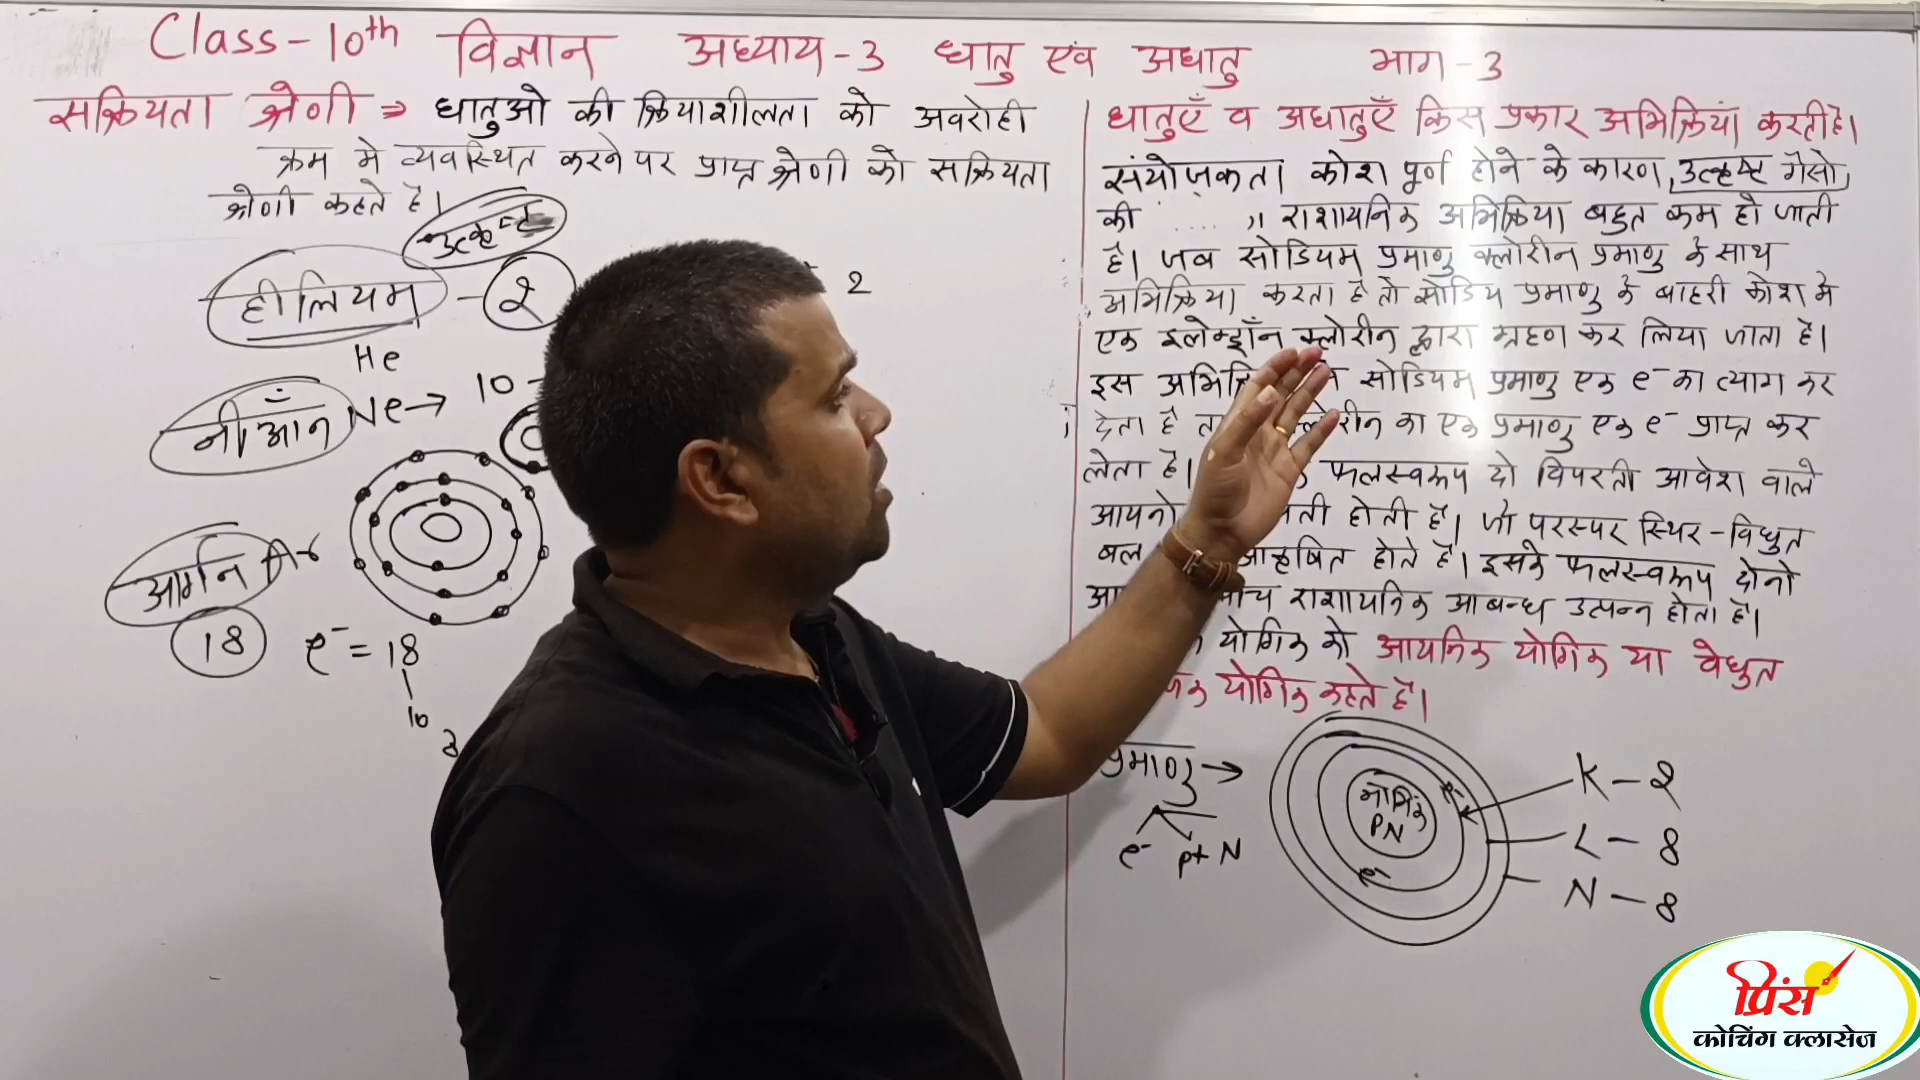 Class-10th विज्ञान अध्याय-3 धातु एवं अधातु भाग-3
सक्रियता श्रेणी ⇒ धातुओ की क्रियाशीलता को अवरोही
क्रम मे व्यवस्थित करने पर प्राप्त श्रेणी को सक्रियता
श्रेणी कहते है।
उत्कृष्ट
हीलियम - 2
He
2
नीऑन Ne → 10 -
आर्गन Ar
18
e⁻ = 18
10
धातुएँ व अधातुएँ किस प्रकार अभिक्रियां करती है।
संयोजकता कोश पूर्ण होने के कारण, उत्कृष्ट गैसो
की .... ,, राशायनिक अभिक्रिया बहुत कम हो जाती
है। जब सोडियम प्रमाणु क्लोरीन प्रमाणु के साथ
अभिक्रिया करता है तो सोडिय प्रमाणु के बाहरी कोश मे
एक इलेक्ट्रॉन क्लोरीन द्वारा ग्रहण कर लिया जाता है।
इस सोडियम प्रमाणु एक e⁻ का त्याग कर
देता है का एक प्रमाणु एक e⁻ प्राप्त कर
लेता है। फलस्वरूप दो विपरती आवेश वाले
आयनो होती है। जो परस्पर स्थिर-विधुत
बल होते है। इसके फलस्वरूप दोनो
राशायनिक आबन्ध उत्पन्न होता है।
योगिक को आयनिक योगिक या वेधुत
योगिक कहते है।
प्रमाणु →
e⁻ p+ N
नाभिक
PN
e⁻
e⁻
K - 2
L - 8
N - 8
प्रिंस
कोचिंग क्लासेज